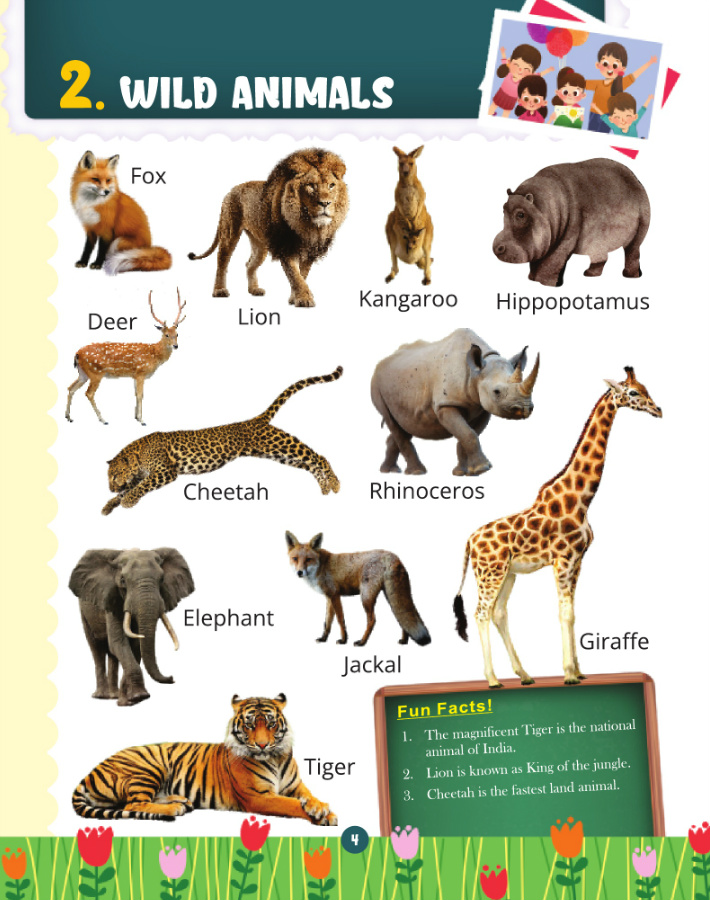 2. WILD ANIMALS
Fox
Lion
Kangaroo
Hippopotamus
Deer
Cheetah
Rhinoceros
Elephant
Jackal
Giraffe
Tiger
Fun Facts!
1. The magnificent Tiger is the national
animal of India.
2. Lion is known as King of the jungle.
3. Cheetah is the fastest land animal.
4